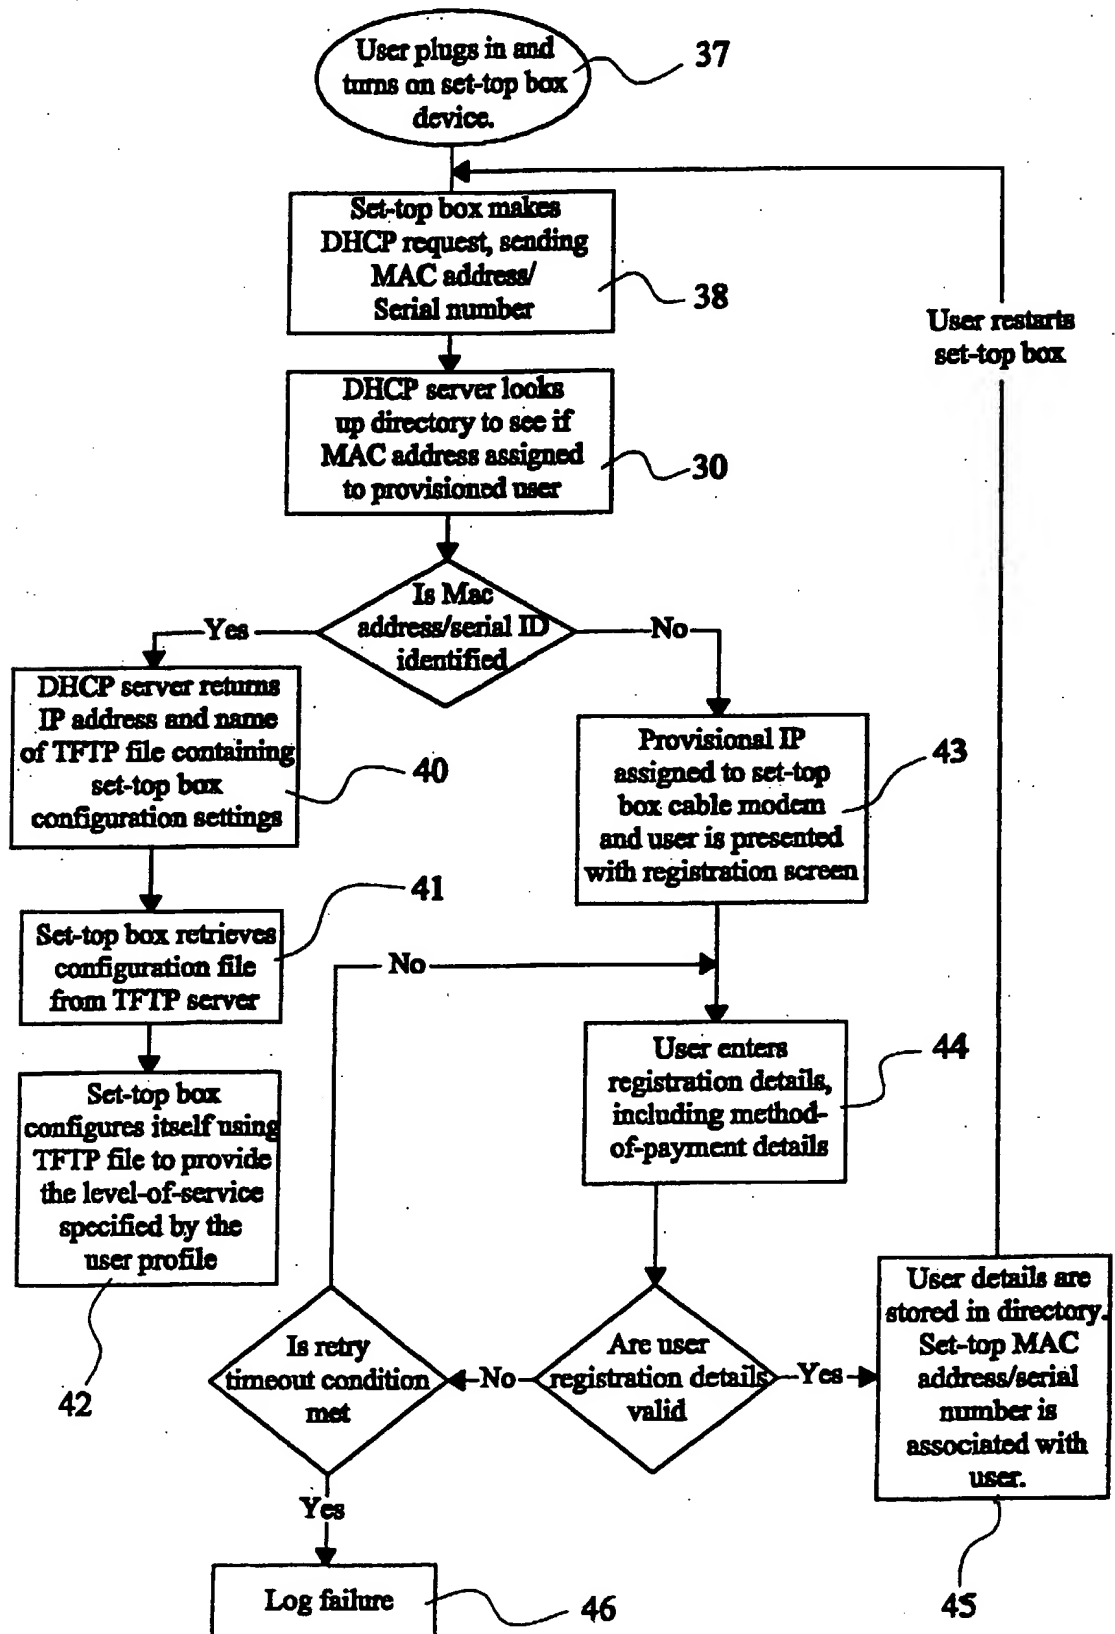 User plugs in and
turns on set-top box
device.
37
Set-top box makes
DHCP request, sending
MAC address/
Serial number
38
User restarts
set-top box
DHCP server looks
up directory to see if
MAC address assigned
to provisioned user
30
Is Mac
address/serial ID
identified
Yes
No
DHCP server returns
IP address and name
of TFTP file containing
set-top box
configuration settings
40
Provisional IP
assigned to set-top
box cable modem
and user is presented
with registration screen
43
Set-top box retrieves
configuration file
from TFTP server
41
No
User enters
registration details,
including method-
of-payment details
44
Set-top box
configures itself using
TFTP file to provide
the level-of-service
specified by the
user profile
42
Is retry
timeout condition
met
No
Are user
registration details
valid
Yes
User details are
stored in directory.
Set-top MAC
address/serial
number is
associated with
user.
45
Yes
Log failure
46